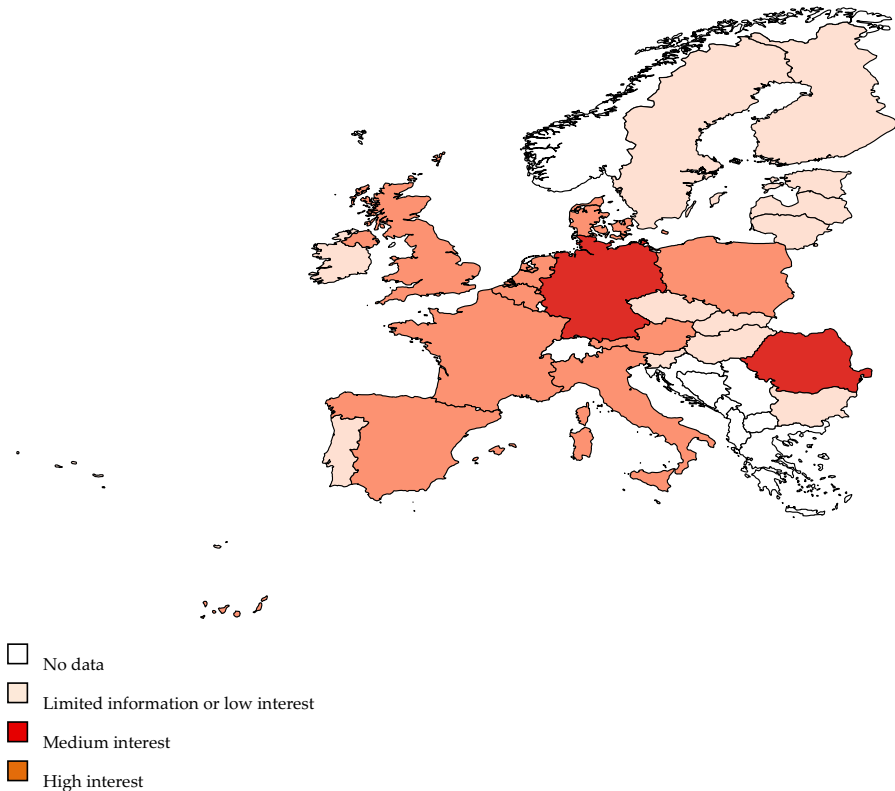 No data
Limited information or low interest
Medium interest
High interest